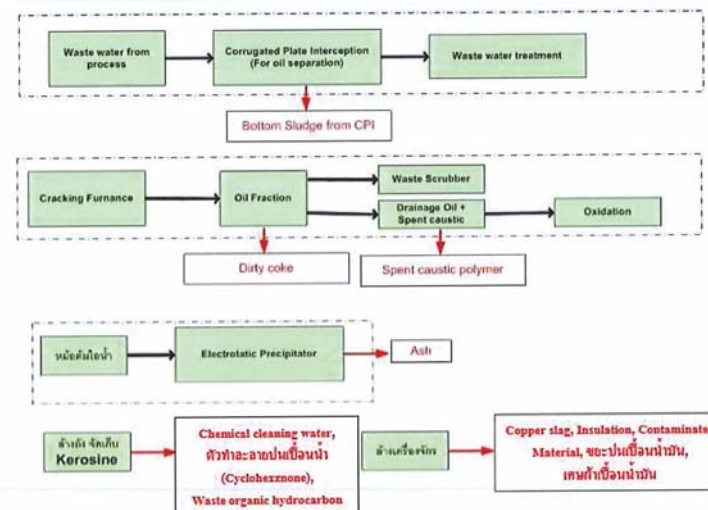 Waste water from
process
Corrugated Plate Interception
(For oil separation)
Waste water treatment
Bottom Sludge from CPI
Cracking Furnance
Oil Fraction
Waste Scrubber
Drainage Oil +
Spent caustic
Oxidation
Dirty coke
Spent caustic polymer
หม้อต้มไอน้ำ
Electrotatic Precipitator
Ash
ล้างถัง จัดเก็บ
Kerosine
Chemical cleaning water,
ตัวทำละลายปนเปื้อนน้ำ
(Cyclohexznone),
Waste organic hydrocarbon
ล้างเครื่องจักร
Copper slag, Insulation, Contaminate
Material, ขยะปนเปื้อนน้ำมัน,
เศษผ้าเปื้อนน้ำมัน